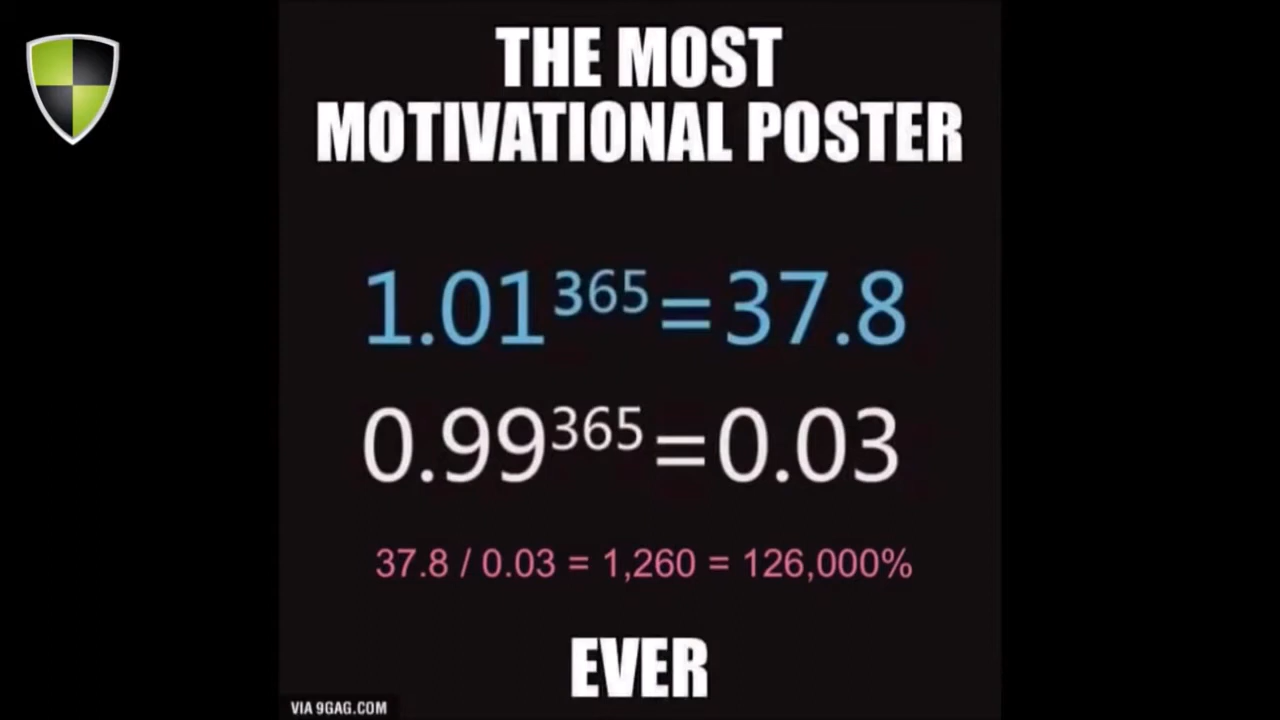 THE MOST
MOTIVATIONAL POSTER
1.01³⁶⁵=37.8
0.99³⁶⁵=0.03
37.8 / 0.03 = 1,260 = 126,000%
EVER
VIA 9GAG.COM